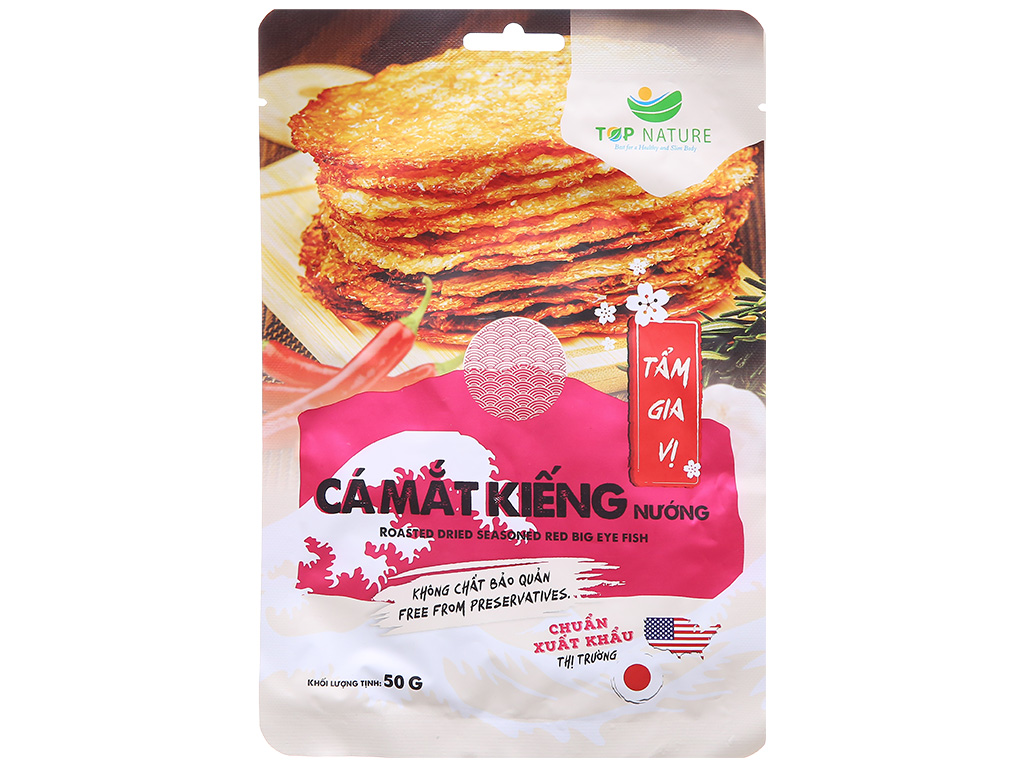 TOP NATURE
Best for a Healthy and Slim Body
TẨM
GIA
VỊ
CÁ MẮT KIẾNG NƯỚNG
ROASTED DRIED SEASONED RED BIG EYE FISH
KHÔNG CHẤT BẢO QUẢN
FREE FROM PRESERVATIVES.
CHUẨN
XUẤT KHẨU
THỊ TRƯỜNG
KHỐI LƯỢNG TỊNH: 50 G